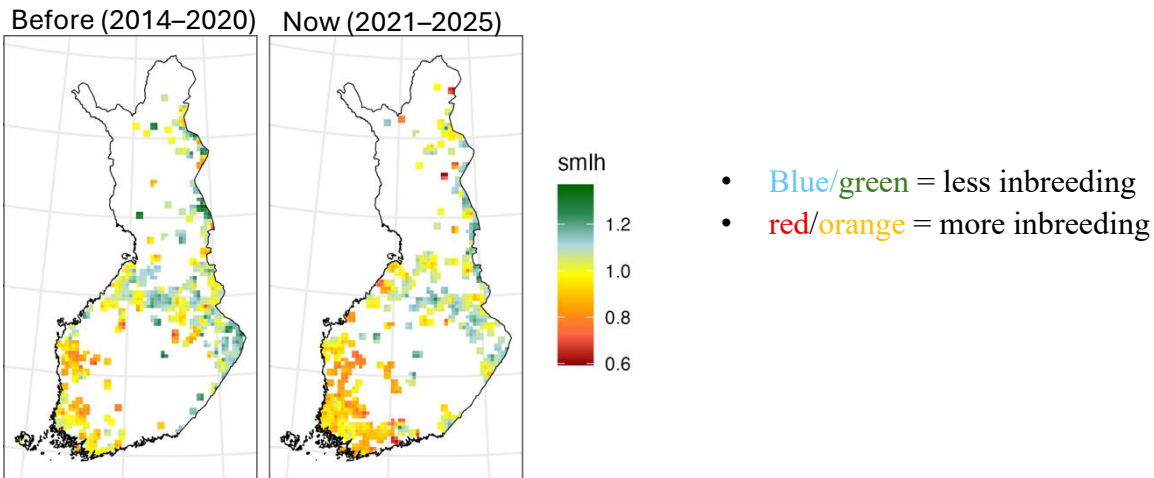 Before (2014–2020)
Now (2021–2025)
smlh
1.2
1.0
0.8
0.6
• Blue/green = less inbreeding
• red/orange = more inbreeding